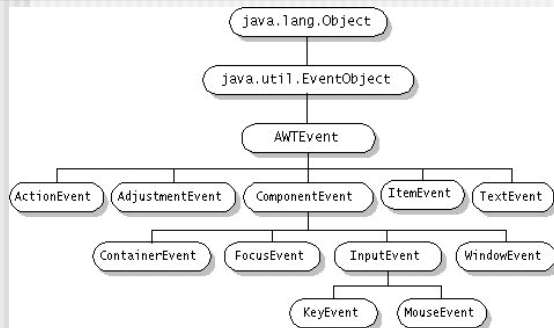 java.lang.Object
java.util.EventObject
AWTEvent
ActionEvent AdjustmentEvent ComponentEvent ItemEvent TextEvent
ContainerEvent FocusEvent InputEvent WindowEvent
KeyEvent MouseEvent